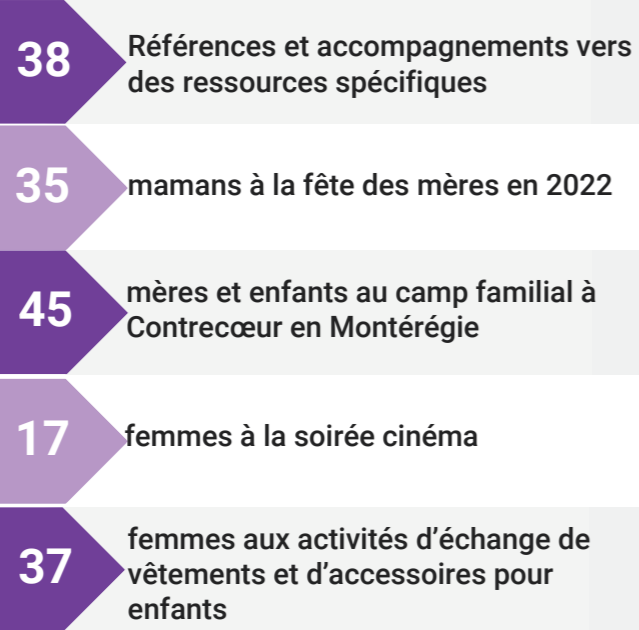 38
Références et accompagnements vers
des ressources spécifiques
35
mamans à la fête des mères en 2022
45
mères et enfants au camp familial à
Contrecœur en Montérégie
17
femmes à la soirée cinéma
37
femmes aux activités d'échange de
vêtements et d'accessoires pour
enfants